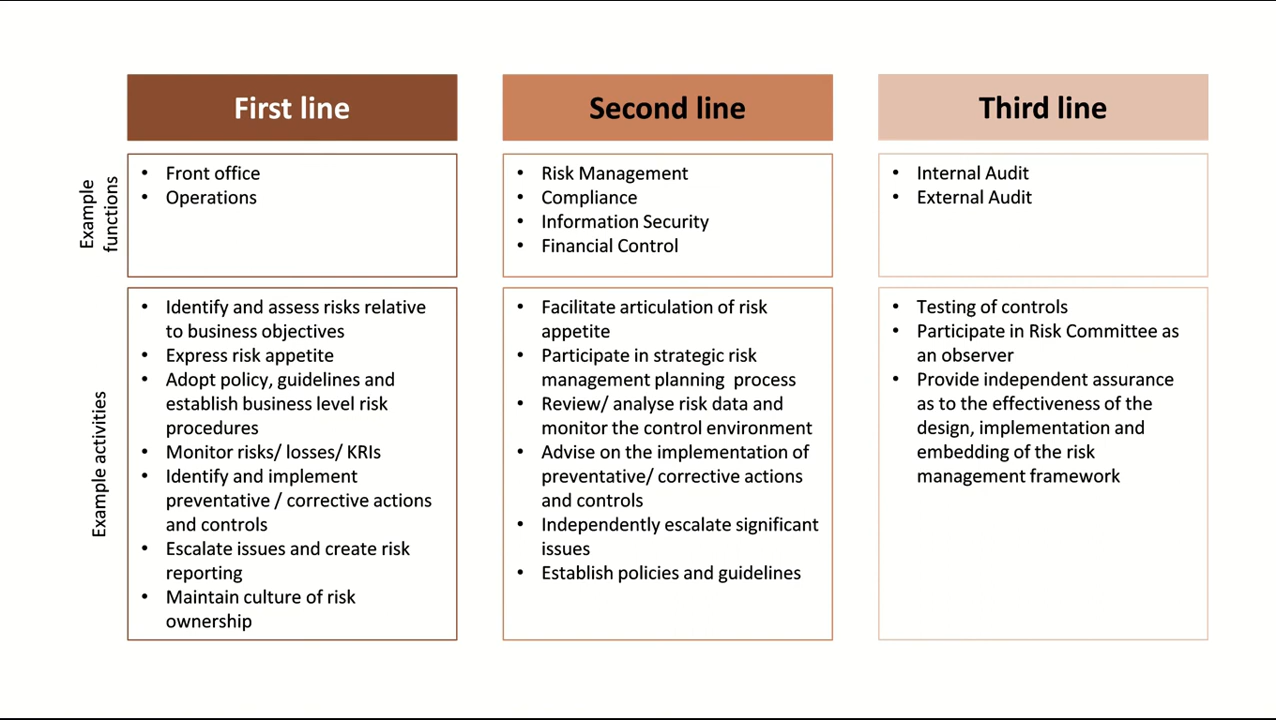 First line
Second line
Third line
Example
functions
• Front office
• Operations
• Risk Management
• Compliance
• Information Security
• Financial Control
• Internal Audit
• External Audit
Example activities
• Identify and assess risks relative
to business objectives
• Express risk appetite
• Adopt policy, guidelines and
establish business level risk
procedures
• Monitor risks/ losses/ KRIs
• Identify and implement
preventative / corrective actions
and controls
• Escalate issues and create risk
reporting
• Maintain culture of risk
ownership
• Facilitate articulation of risk
appetite
• Participate in strategic risk
management planning process
• Review/ analyse risk data and
monitor the control environment
• Advise on the implementation of
preventative/ corrective actions
and controls
• Independently escalate significant
issues
• Establish policies and guidelines
• Testing of controls
• Participate in Risk Committee as
an observer
• Provide independent assurance
as to the effectiveness of the
design, implementation and
embedding of the risk
management framework